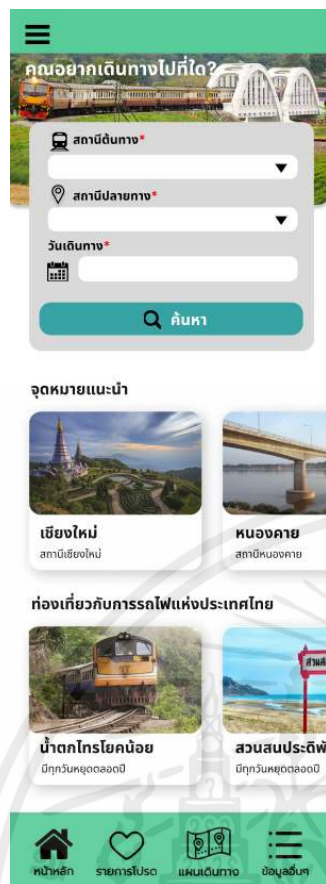 คุณอยากเดินทางไปที่ใด?
สถานีต้นทาง*
สถานีปลายทาง*
วันเดินทาง*
ค้นหา
จุดหมายแนะนำ
เชียงใหม่
สถานีเชียงใหม่
หนองคาย
สถานีหนองคาย
ท่องเที่ยวกับการรถไฟแห่งประเทศไทย
น้ำตกไทรโยคน้อย
มีทุกวันหยุดตลอดปี
สวนสนประดิพั
มีทุกวันหยุดตลอดปี
หน้าหลัก
รายการโปรด
แผนเดินทาง
ข้อมูลอื่นๆ